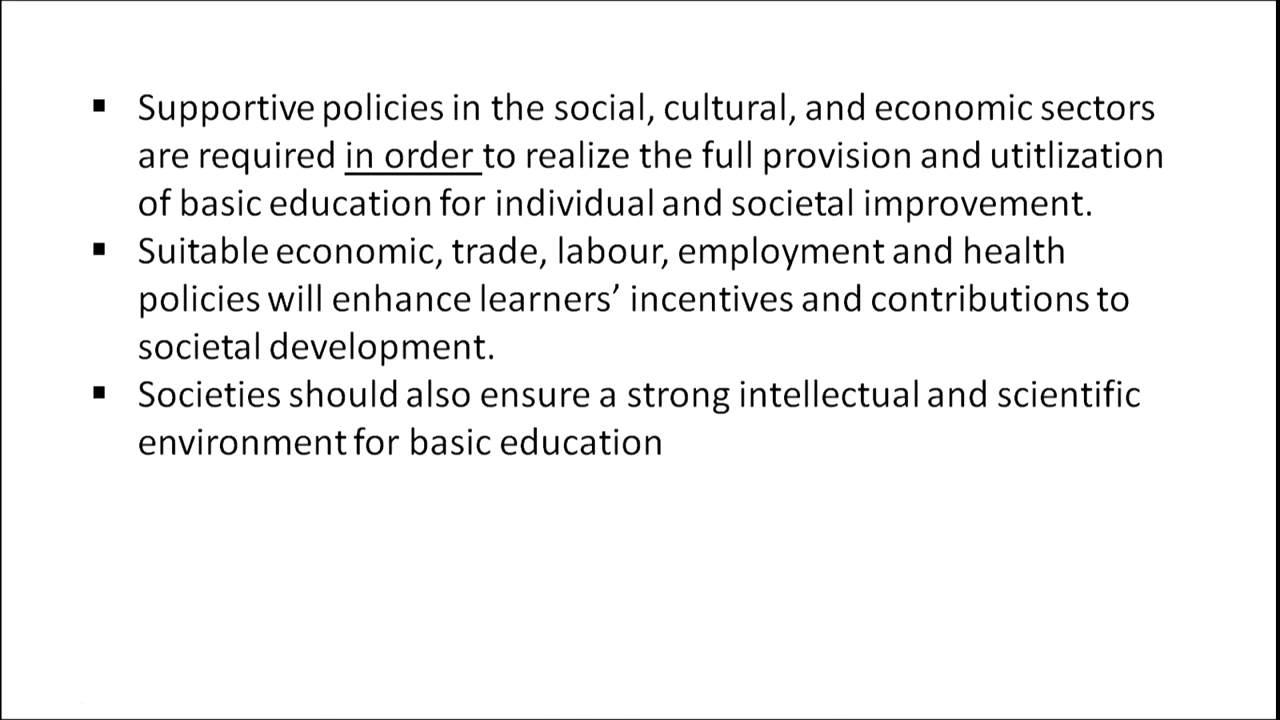 ▪ Supportive policies in the social, cultural, and economic sectors
are required in order to realize the full provision and utitlization
of basic education for individual and societal improvement.
▪ Suitable economic, trade, labour, employment and health
policies will enhance learners’ incentives and contributions to
societal development.
▪ Societies should also ensure a strong intellectual and scientific
environment for basic education